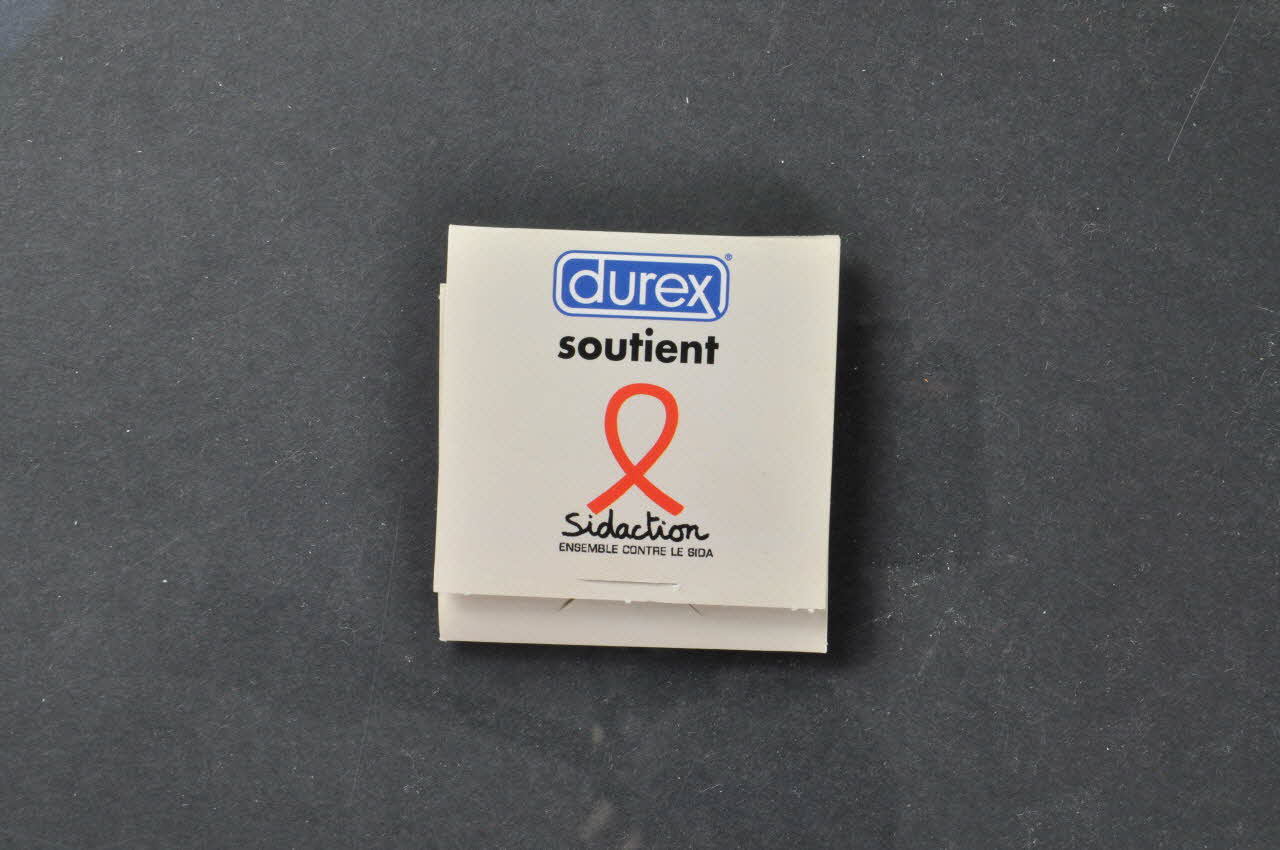 durex®
soutient
Sidaction
ENSEMBLE CONTRE LE SIDA